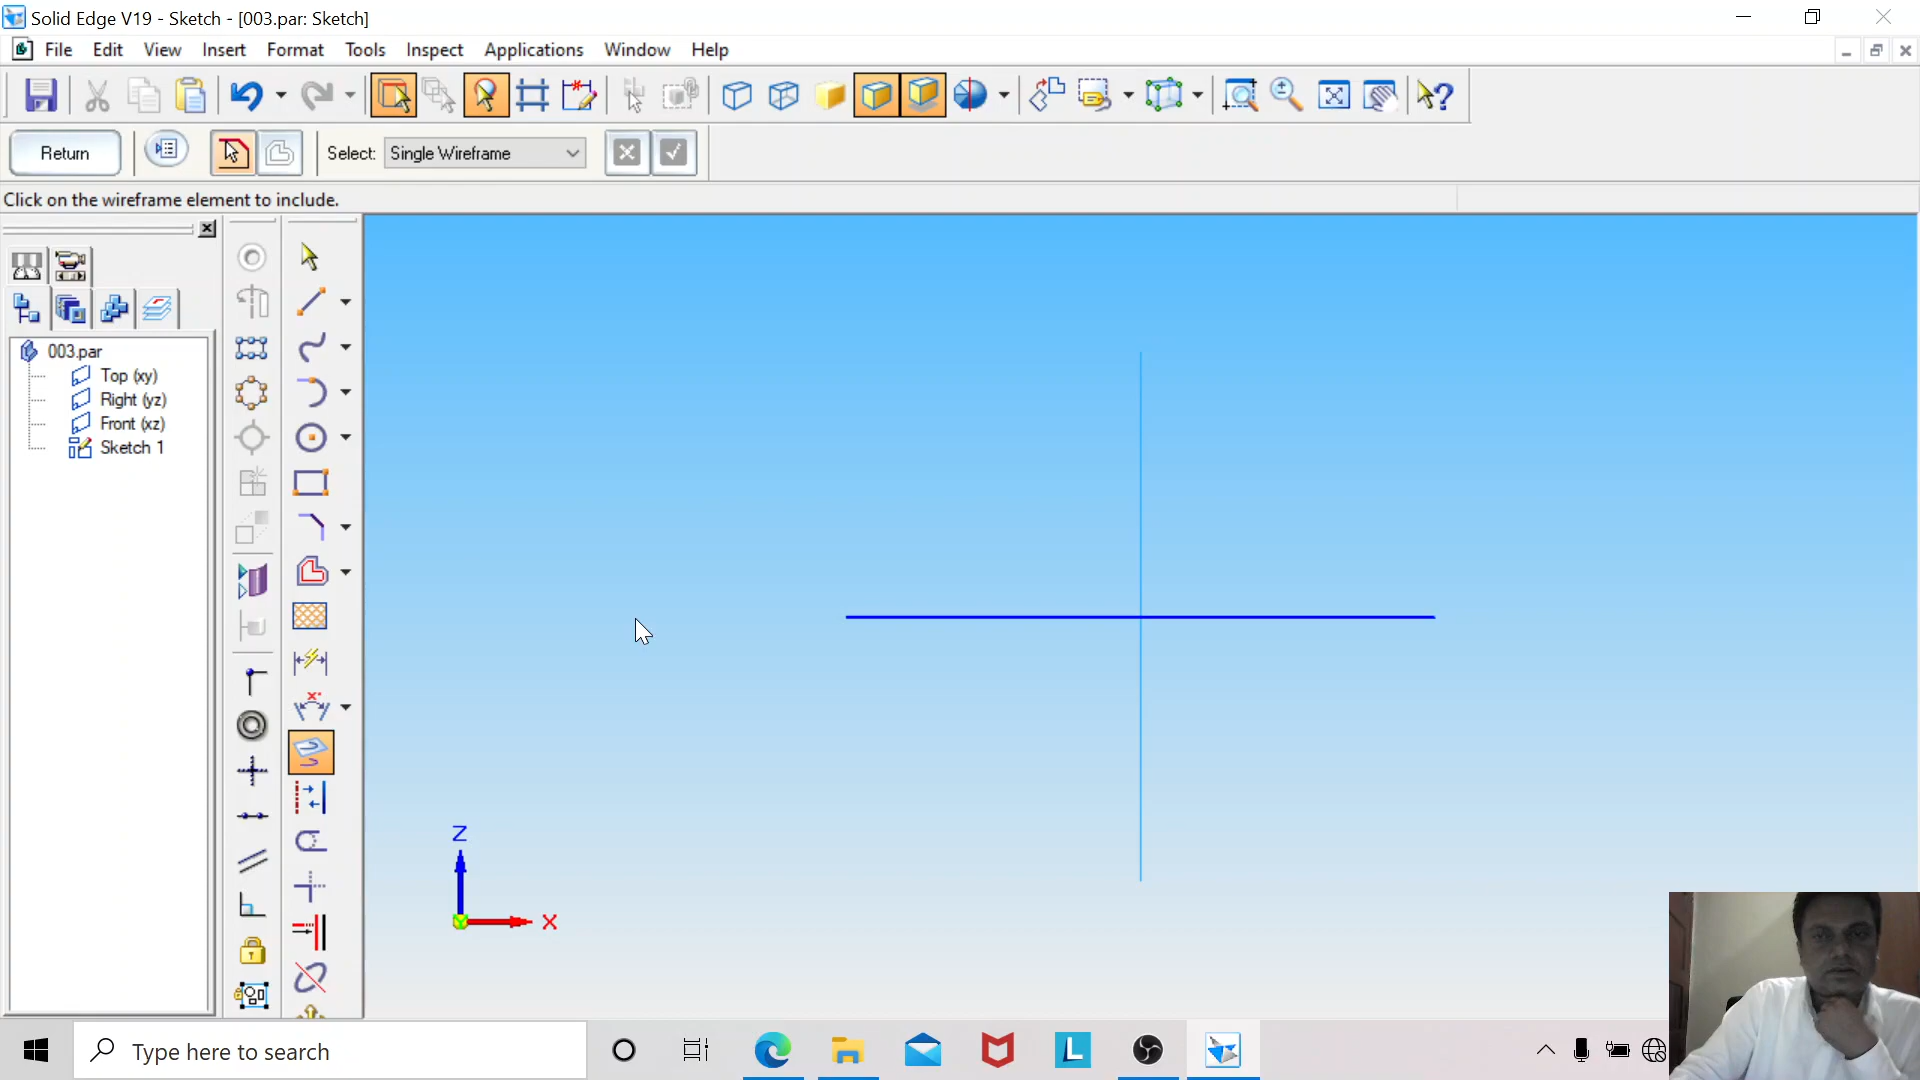 Solid Edge V19 - Sketch - [003.par: Sketch]
File Edit View Insert Format Tools Inspect Applications Window Help
Return Select: Single Wireframe
Click on the wireframe element to include.
003.par
Top (xy)
Right (yz)
Front (xz)
Sketch 1
Z
X
Type here to search
L